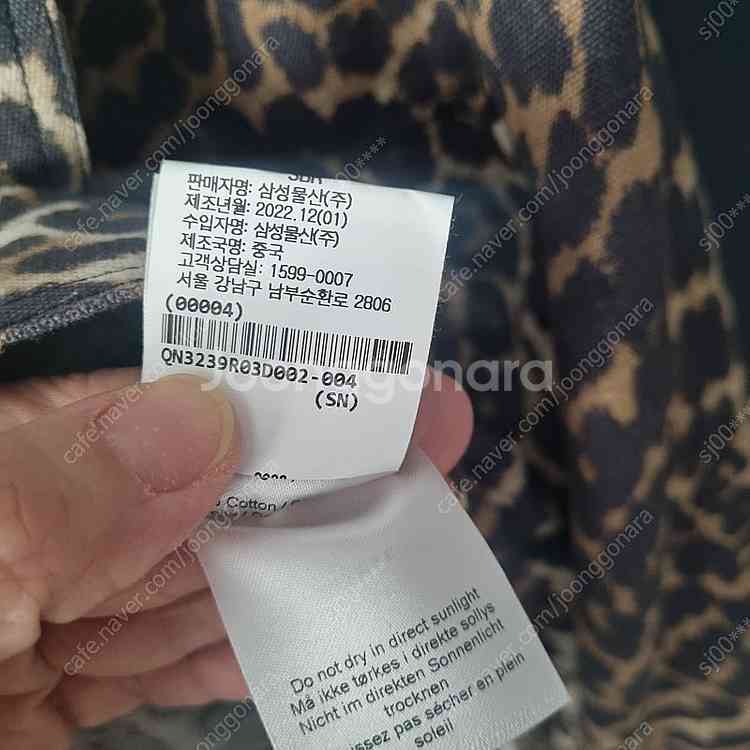 판매자명: 삼성물산(주)
제조년월: 2022.12(01)
수입자명: 삼성물산(주)
제조국명: 중국
고객상담실: 1599-0007
서울 강남구 남부순환로 2806
(00004)
QN3239R03D002-004
(SN)
Cotton /
Do not dry in direct sunlight
Må ikke tørkes i direkte sollys
Nicht im direkten Sonnenlicht
trocknen
pas sécher en plein
soleil
joonggonara
cafe.naver.com/joonggonara
sj00****